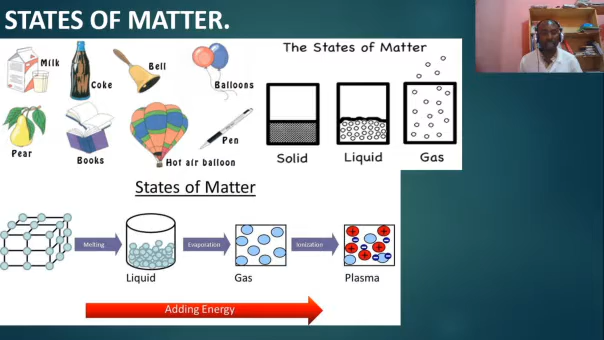 STATES OF MATTER.
Milk
Coke
Bell
Balloons
Pear
Books
Hot air balloon
Pen
The States of Matter
Solid
Liquid
Gas
States of Matter
Melting
Evaporation
Ionization
Liquid
Gas
Plasma
Adding Energy